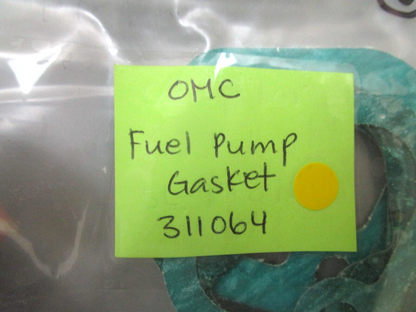 OMC
Fuel Pump
Gasket
311064